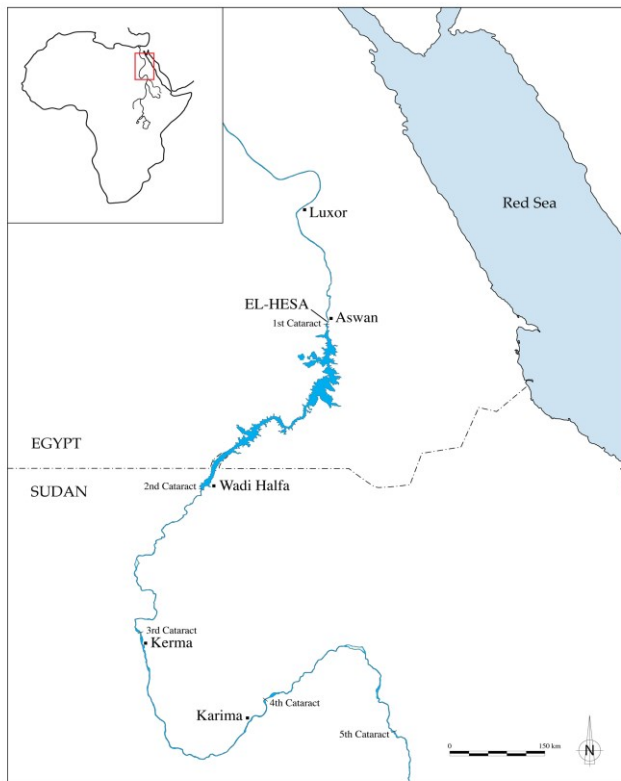 Luxor
Red Sea
EL-HESA
1st Cataract
Aswan
EGYPT
SUDAN
2nd Cataract
Wadi Halfa
3rd Cataract
Kerma
Karima
4th Cataract
5th Cataract
0 150 km
N